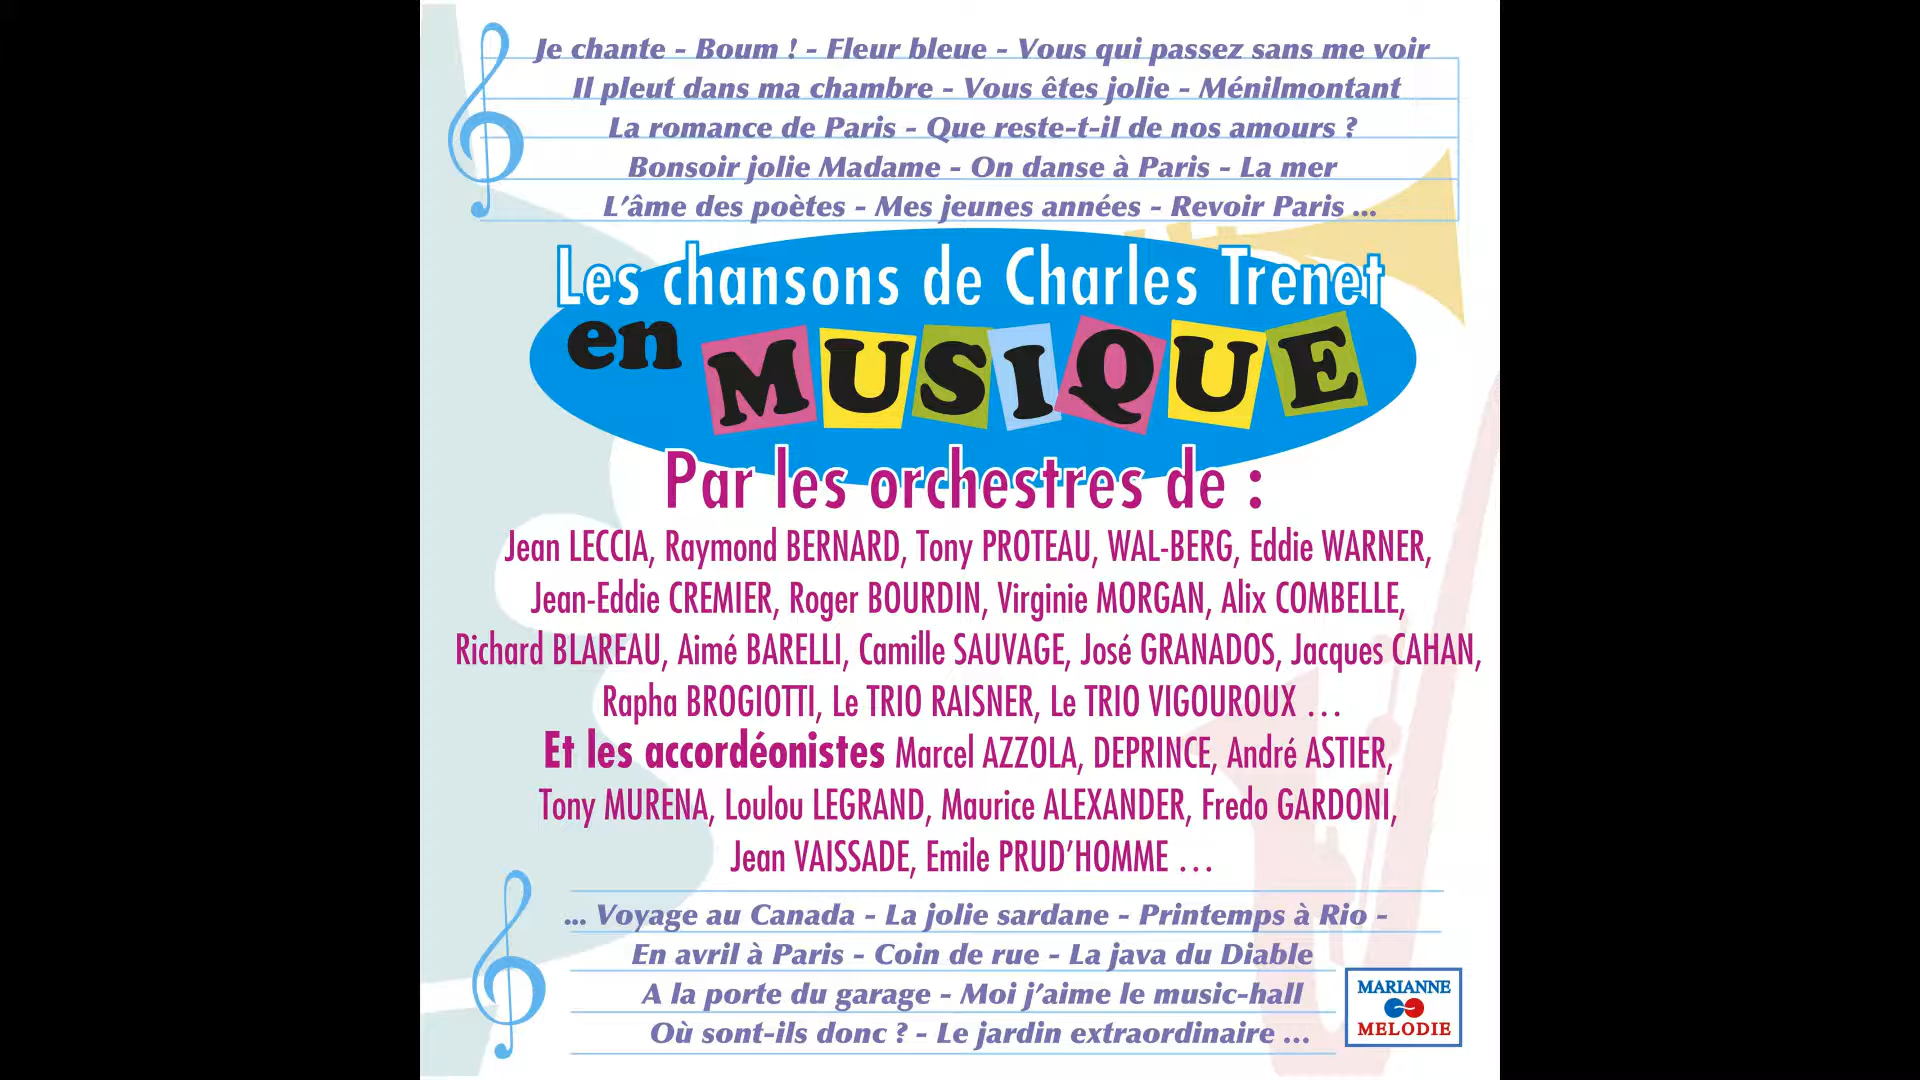 Je chante - Boum ! - Fleur bleue - Vous qui passez sans me voir
Il pleut dans ma chambre - Vous êtes jolie - Ménilmontant
La romance de Paris - Que reste-t-il de nos amours ?
Bonsoir jolie Madame - On danse à Paris - La mer
L’âme des poètes - Mes jeunes années - Revoir Paris ...
Les chansons de Charles Trenet
en MUSIQUE
Par les orchestres de :
Jean LECCIA, Raymond BERNARD, Tony PROTEAU, WAL-BERG, Eddie WARNER,
Jean-Eddie CREMIER, Roger BOURDIN, Virginie MORGAN, Alix COMBELLE,
Richard BLAREAU, Aimé BARELLI, Camille SAUVAGE, José GRANADOS, Jacques CAHAN,
Rapha BROGIOTTI, Le TRIO RAISNER, Le TRIO VIGOUROUX …
Et les accordéonistes Marcel AZZOLA, DEPRINCE, André ASTIER,
Tony MURENA, Loulou LEGRAND, Maurice ALEXANDER, Fredo GARDONI,
Jean VAISSADE, Emile PRUD’HOMME …
... Voyage au Canada - La jolie sardane - Printemps à Rio -
En avril à Paris - Coin de rue - La java du Diable
A la porte du garage - Moi j’aime le music-hall
Où sont-ils donc ? - Le jardin extraordinaire ...
MARIANNE
MELODIE